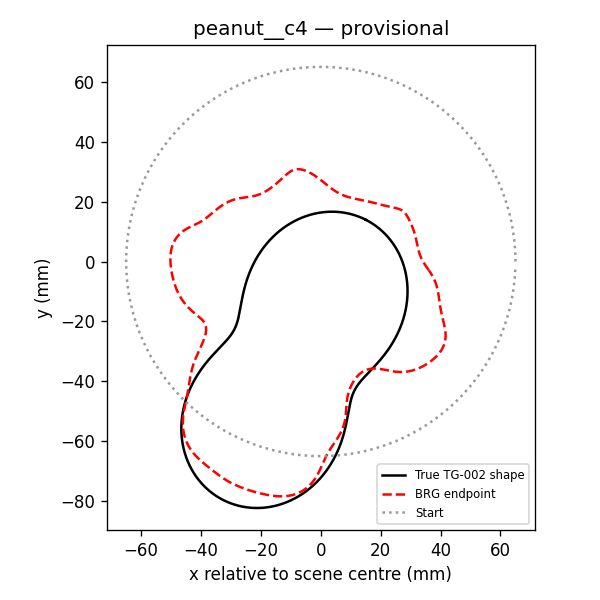 peanut__c4 — provisional
60
40
20
0
−20
−40
−60
−80
y (mm)
−60 −40 −20 0 20 40 60
x relative to scene centre (mm)
True TG-002 shape
BRG endpoint
Start